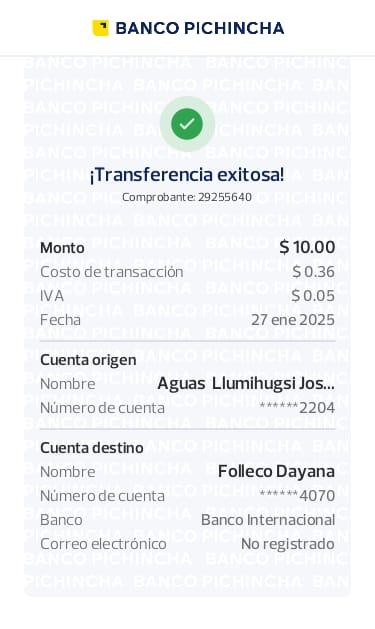 BANCO PICHINCHA
¡Transferencia exitosa!
Comprobante: 29255640
Monto $ 10.00
Costo de transacción $ 0.36
IVA $ 0.05
Fecha 27 ene 2025
Cuenta origen
Nombre Aguas Llumihugsi Jos...
Número de cuenta ******2204
Cuenta destino
Nombre Folleco Dayana
Número de cuenta ******4070
Banco Banco Internacional
Correo electrónico No registrado